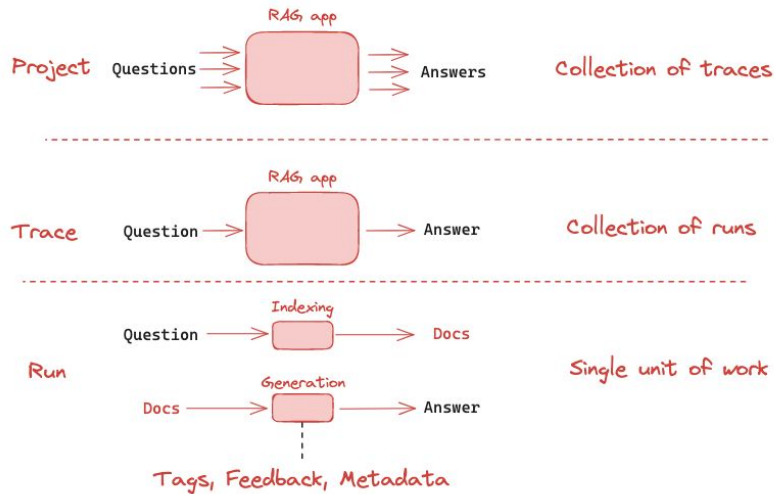 RAG app
Project Questions Answers Collection of traces
RAG app
Trace Question Answer Collection of runs
Indexing
Question Docs
Run Single unit of work
Generation
Docs Answer
Tags, Feedback, Metadata